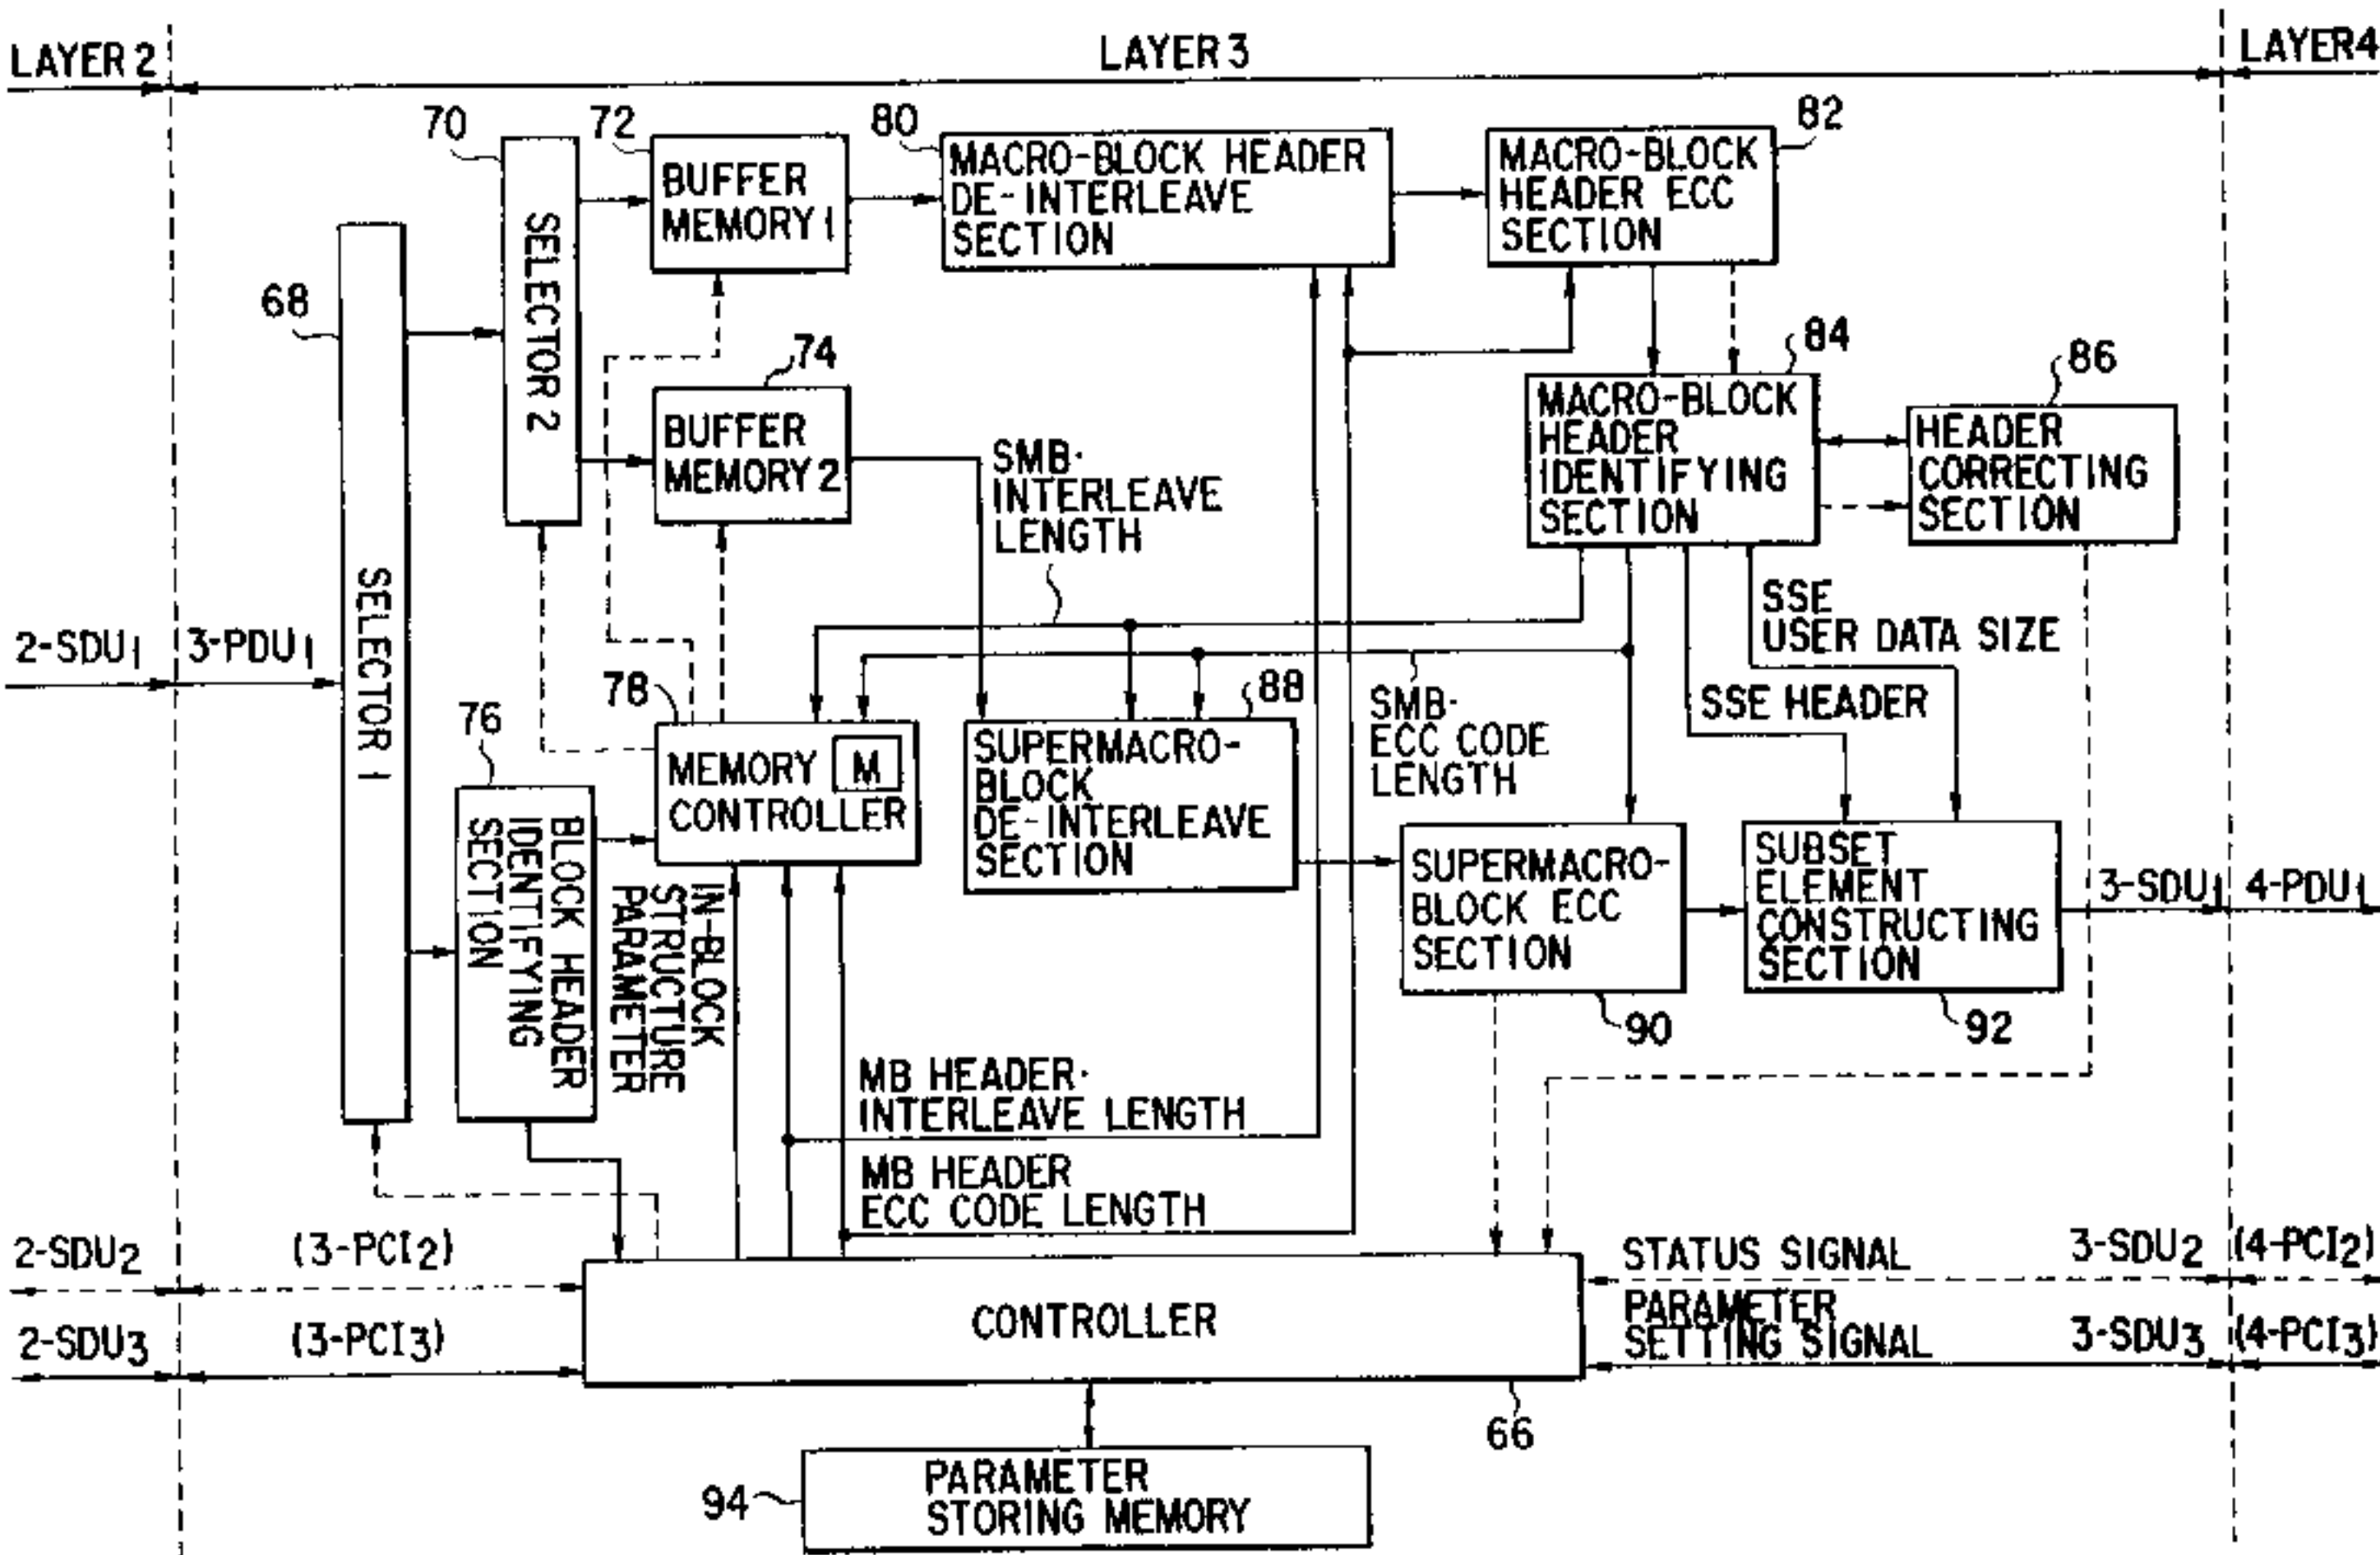 LAYER 2
LAYER 3
LAYER4
70
72
80
82
SELECTOR 2
BUFFER
MEMORY 1
MACRO-BLOCK HEADER
DE-INTERLEAVE
SECTION
MACRO-BLOCK
HEADER ECC
SECTION
68
74
84
86
BUFFER
MEMORY 2
SMB·
INTERLEAVE
LENGTH
MACRO-BLOCK
HEADER
IDENTIFYING
SECTION
HEADER
CORRECTING
SECTION
SELECTOR 1
2-SDU1
3-PDU1
SSE
USER DATA SIZE
SSE HEADER
SMB-
ECC CODE
LENGTH
76
78
88
BLOCK HEADER
IDENTIFYING
SECTION
MEMORY
CONTROLLER
M
SUPERMACRO-
BLOCK
DE-INTERLEAVE
SECTION
SUPERMACRO-
BLOCK ECC
SECTION
SUBSET
ELEMENT
CONSTRUCTING
SECTION
3-SDU1
4-PDU1
IN-BLOCK
STRUCTURE
PARAMETER
90
92
MB HEADER·
INTERLEAVE LENGTH
MB HEADER
ECC CODE LENGTH
2-SDU2
(3-PCI2)
STATUS SIGNAL
3-SDU2
(4-PCI2)
2-SDU3
(3-PCI3)
CONTROLLER
PARAMETER
SETTING SIGNAL
3-SDU3
(4-PCI3)
66
94
PARAMETER
STORING MEMORY